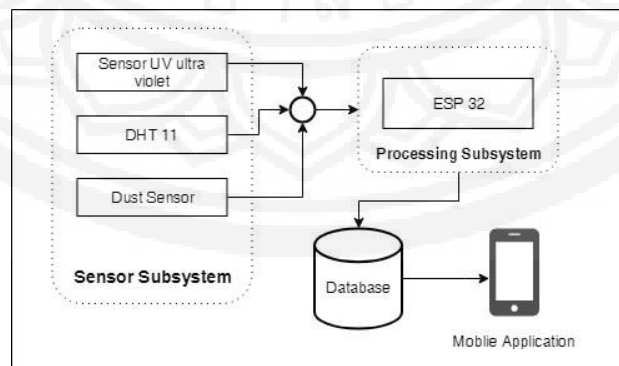 Sensor UV ultra
violet
DHT 11
Dust Sensor
Sensor Subsystem
ESP 32
Processing Subsystem
Database
Moblie Application